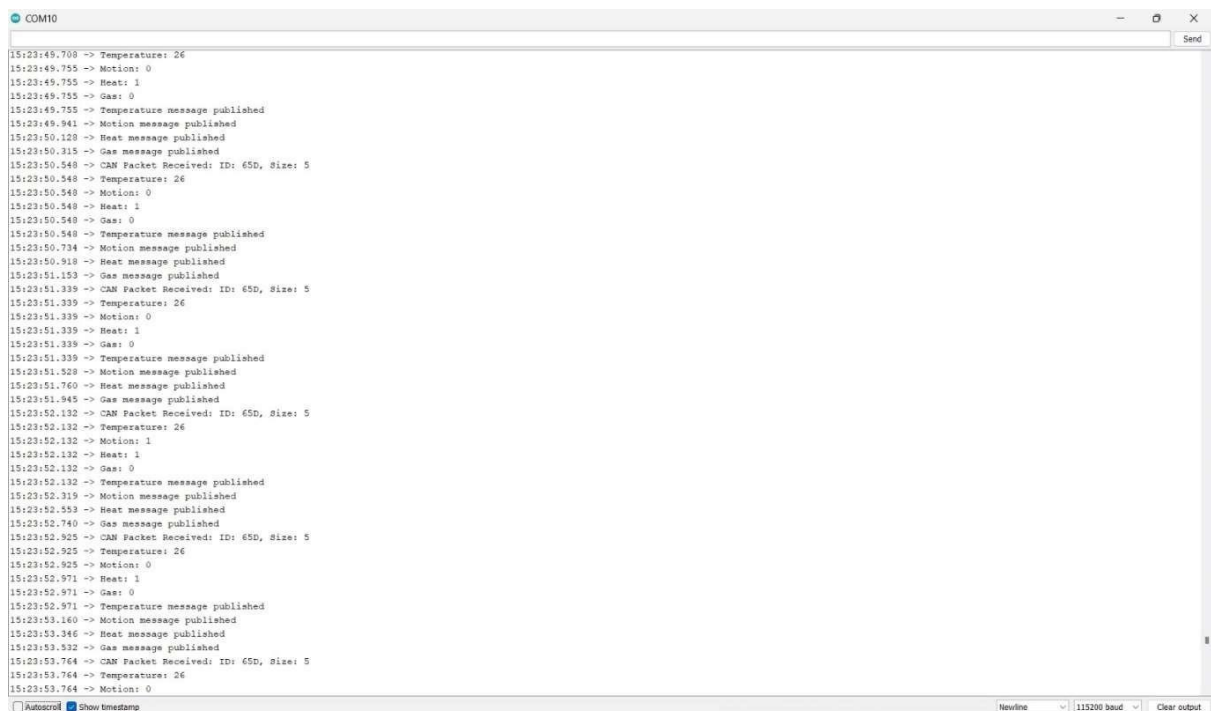 COM10
Send
15:23:49.708 -> Temperature: 26
15:23:49.755 -> Motion: 0
15:23:49.755 -> Heat: 1
15:23:49.755 -> Gas: 0
15:23:49.755 -> Temperature message published
15:23:49.941 -> Motion message published
15:23:50.128 -> Heat message published
15:23:50.315 -> Gas message published
15:23:50.548 -> CAN Packet Received: ID: 65D, Size: 5
15:23:50.548 -> Temperature: 26
15:23:50.548 -> Motion: 0
15:23:50.548 -> Heat: 1
15:23:50.548 -> Gas: 0
15:23:50.548 -> Temperature message published
15:23:50.734 -> Motion message published
15:23:50.918 -> Heat message published
15:23:51.153 -> Gas message published
15:23:51.339 -> CAN Packet Received: ID: 65D, Size: 5
15:23:51.339 -> Temperature: 26
15:23:51.339 -> Motion: 0
15:23:51.339 -> Heat: 1
15:23:51.339 -> Gas: 0
15:23:51.339 -> Temperature message published
15:23:51.528 -> Motion message published
15:23:51.760 -> Heat message published
15:23:51.945 -> Gas message published
15:23:52.132 -> CAN Packet Received: ID: 65D, Size: 5
15:23:52.132 -> Temperature: 26
15:23:52.132 -> Motion: 1
15:23:52.132 -> Heat: 1
15:23:52.132 -> Gas: 0
15:23:52.132 -> Temperature message published
15:23:52.319 -> Motion message published
15:23:52.553 -> Heat message published
15:23:52.740 -> Gas message published
15:23:52.925 -> CAN Packet Received: ID: 65D, Size: 5
15:23:52.925 -> Temperature: 26
15:23:52.925 -> Motion: 0
15:23:52.971 -> Heat: 1
15:23:52.971 -> Gas: 0
15:23:52.971 -> Temperature message published
15:23:53.160 -> Motion message published
15:23:53.346 -> Heat message published
15:23:53.532 -> Gas message published
15:23:53.764 -> CAN Packet Received: ID: 65D, Size: 5
15:23:53.764 -> Temperature: 26
15:23:53.764 -> Motion: 0
Autoscroll Show timestamp Newline 115200 baud Clear output